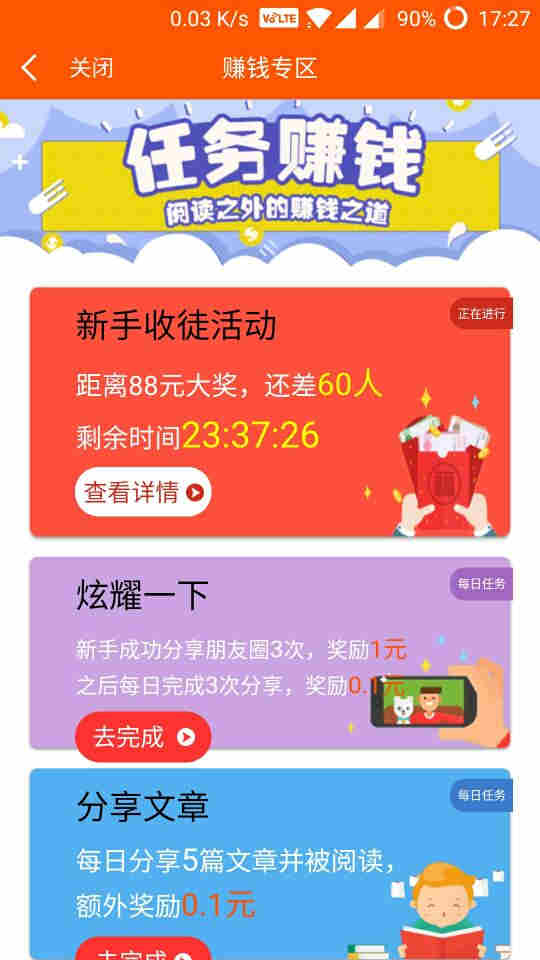 0.03 K/s VoLTE 90% 17:27
关闭 赚钱专区
任务赚钱
阅读之外的赚钱之道
新手收徒活动 正在进行
距离88元大奖，还差60人
剩余时间23:37:26
查看详情
炫耀一下 每日任务
新手成功分享朋友圈3次，奖励1元
之后每日完成3次分享，奖励0.1元
去完成
分享文章 每日任务
每日分享5篇文章并被阅读，
额外奖励0.1元
去完成